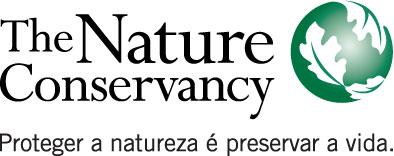 The Nature
Conservancy
Proteger a natureza é preservar a vida.